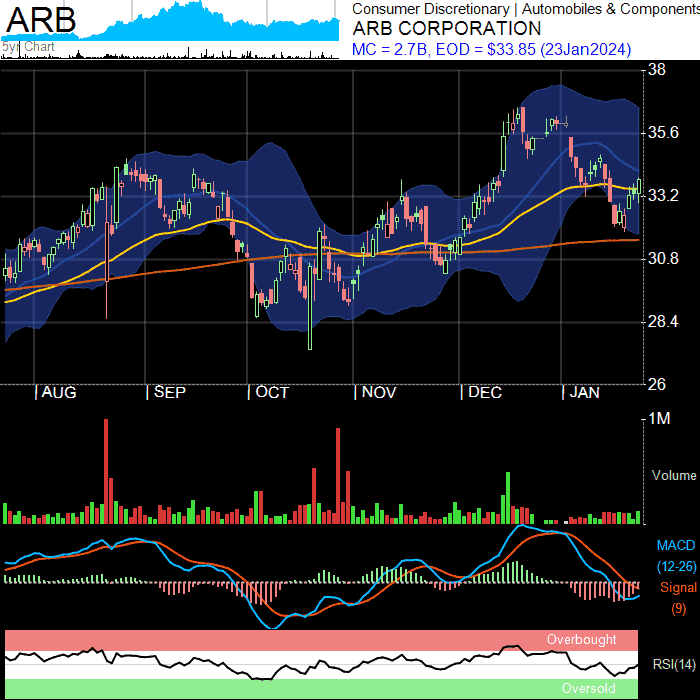 ARB
5yr Chart
Consumer Discretionary | Automobiles & Components
ARB CORPORATION
MC = 2.7B, EOD = $33.85 (23Jan2024)
38
35.6
33.2
30.8
28.4
26
| AUG | SEP | OCT | NOV | DEC | JAN
1M
Volume
MACD
(12-26)
Signal
(9)
Overbought
RSI(14)
Oversold